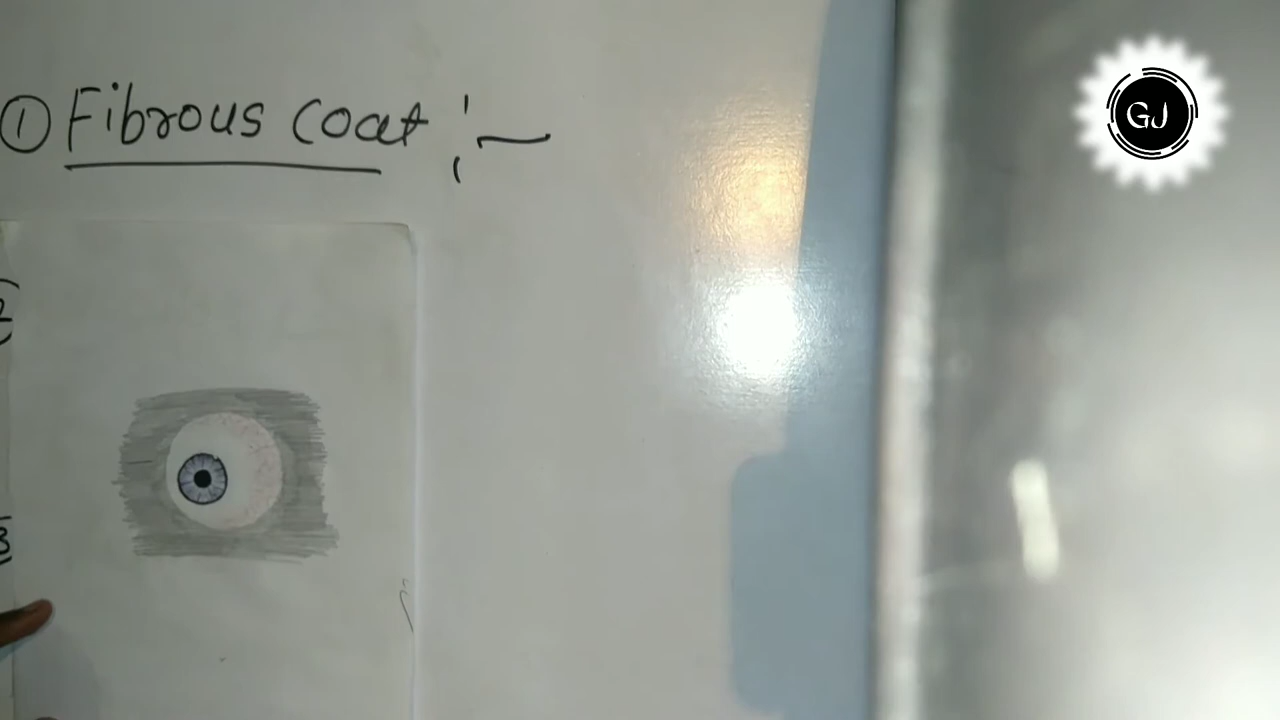 ① Fibrous coat :-
GJ